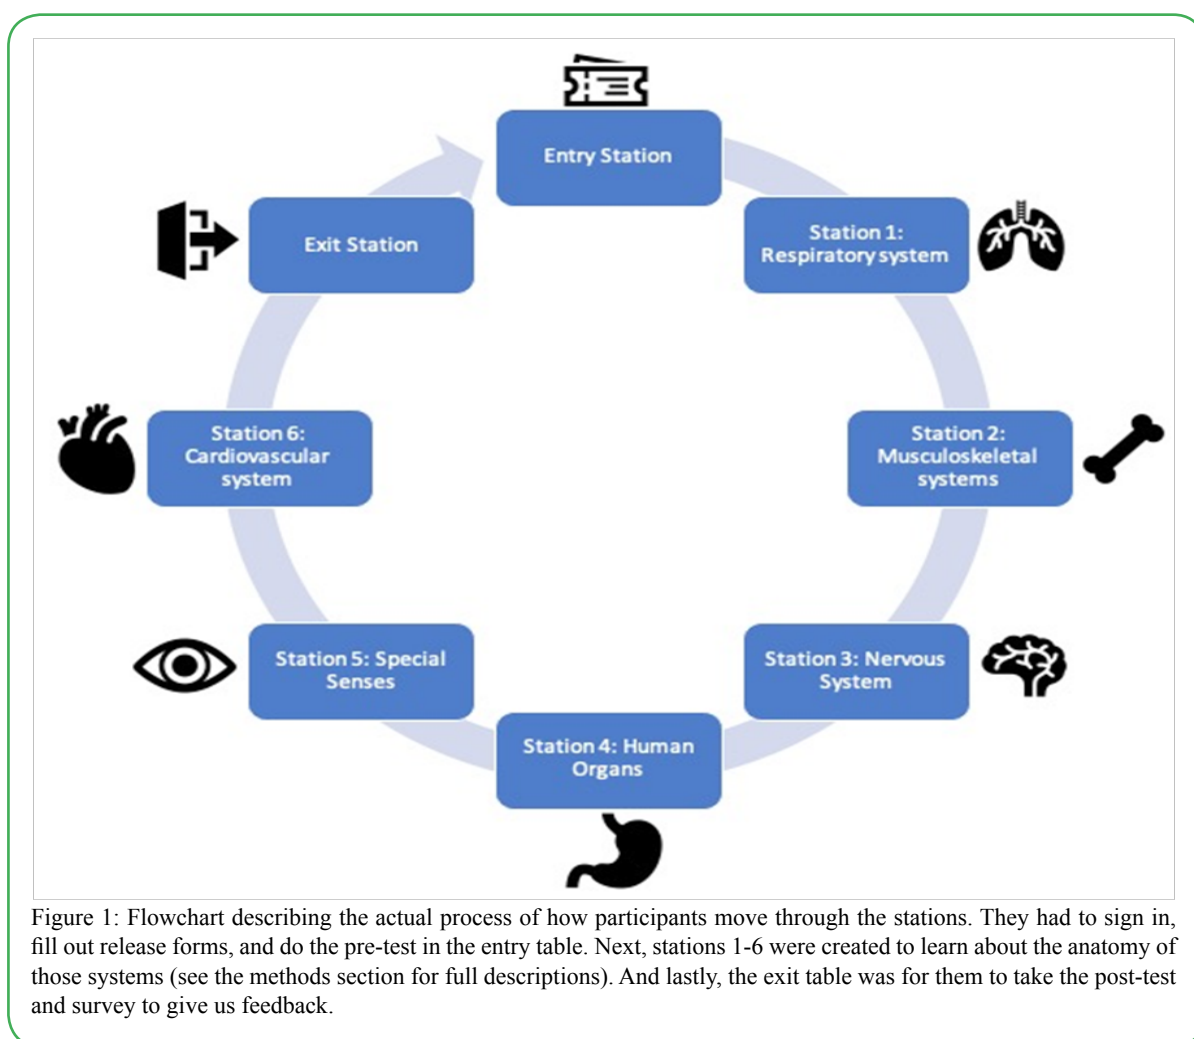 Entry Station
Station 1:
Respiratory system
Station 2:
Musculoskeletal
systems
Station 3: Nervous
System
Station 4: Human
Organs
Station 5: Special
Senses
Station 6:
Cardiovascular
system
Exit Station
Figure 1: Flowchart describing the actual process of how participants move through the stations. They had to sign in,
fill out release forms, and do the pre-test in the entry table. Next, stations 1-6 were created to learn about the anatomy of
those systems (see the methods section for full descriptions). And lastly, the exit table was for them to take the post-test
and survey to give us feedback.